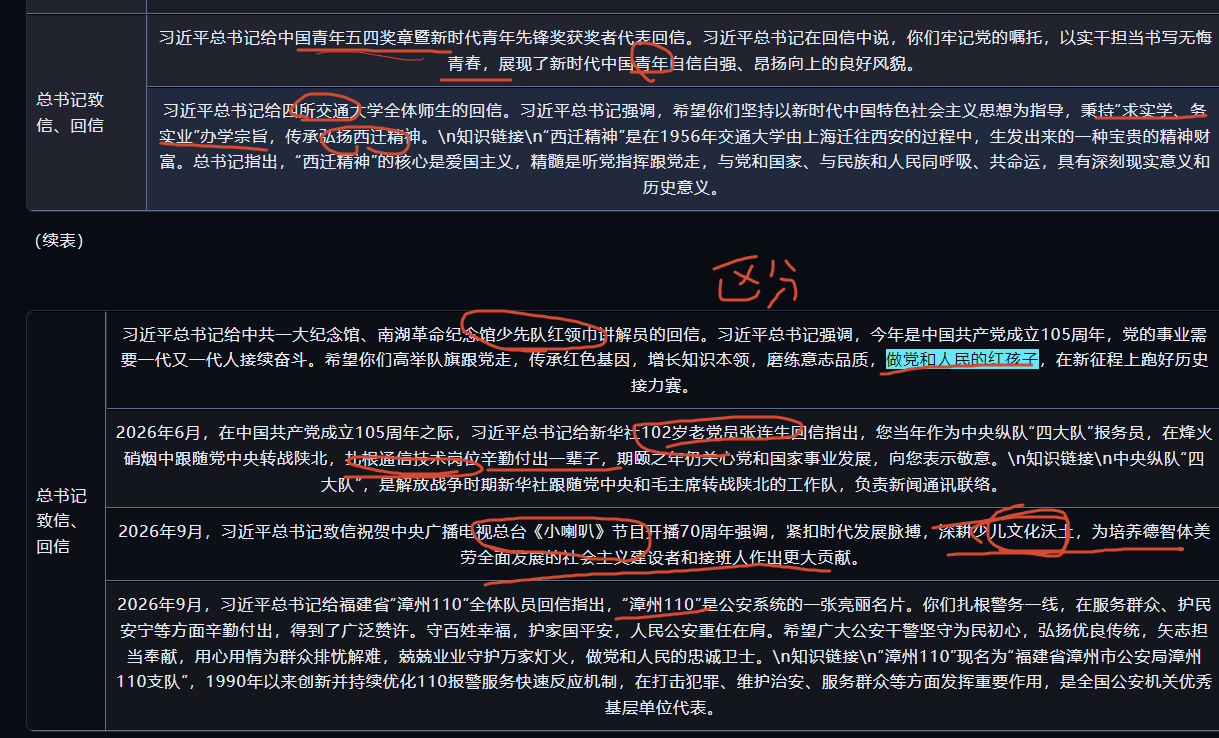 总书记致
信、回信
习近平总书记给中国青年五四奖章暨新时代青年先锋奖获奖者代表回信。习近平总书记在回信中说，你们牢记党的嘱托，以实干担当书写无悔
青春，展现了新时代中国青年自信自强、昂扬向上的良好风貌。
习近平总书记给四所交通大学全体师生的回信。习近平总书记强调，希望你们坚持以新时代中国特色社会主义思想为指导，秉持"求实学、务
实业"办学宗旨，传承弘扬西迁精神。\n知识链接\n"西迁精神"是在1956年交通大学由上海迁往西安的过程中，生发出来的一种宝贵的精神财
富。总书记指出，"西迁精神"的核心是爱国主义，精髓是听党指挥跟党走，与党和国家、与民族和人民同呼吸、共命运，具有深刻现实意义和
历史意义。
（续表）
区分
总书记
致信、
回信
习近平总书记给中共一大纪念馆、南湖革命纪念馆少先队红领巾讲解员的回信。习近平总书记强调，今年是中国共产党成立105周年，党的事业需
要一代又一代人接续奋斗。希望你们高举队旗跟党走，传承红色基因，增长知识本领，磨练意志品质，做党和人民的红孩子，在新征程上跑好历史
接力赛。
2026年6月，在中国共产党成立105周年之际，习近平总书记给新华社102岁老党员张连生回信指出，您当年作为中央纵队"四大队"报务员，在烽火
硝烟中跟随党中央转战陕北，扎根通信技术岗位辛勤付出一辈子，期颐之年仍关心党和国家事业发展，向您表示敬意。\n知识链接\n中央纵队"四
大队"，是解放战争时期新华社跟随党中央和毛主席转战陕北的工作队，负责新闻通讯联络。
2026年9月，习近平总书记致信祝贺中央广播电视总台《小喇叭》节目开播70周年强调，紧扣时代发展脉搏，深耕少儿文化沃土，为培养德智体美
劳全面发展的社会主义建设者和接班人作出更大贡献。
2026年9月，习近平总书记给福建省"漳州110"全体队员回信指出，"漳州110"是公安系统的一张亮丽名片。你们扎根警务一线，在服务群众、护民
安宁等方面辛勤付出，得到了广泛赞许。守百姓幸福，护家国平安，人民公安重任在肩。希望广大公安干警坚守为民初心，弘扬优良传统，矢志担
当奉献，用心用情为群众排忧解难，兢兢业业守护万家灯火，做党和人民的忠诚卫士。\n知识链接\n"漳州110"现名为"福建省漳州市公安局漳州
110支队"，1990年以来创新并持续优化110报警服务快速反应机制，在打击犯罪、维护治安、服务群众等方面发挥重要作用，是全国公安机关优秀
基层单位代表。